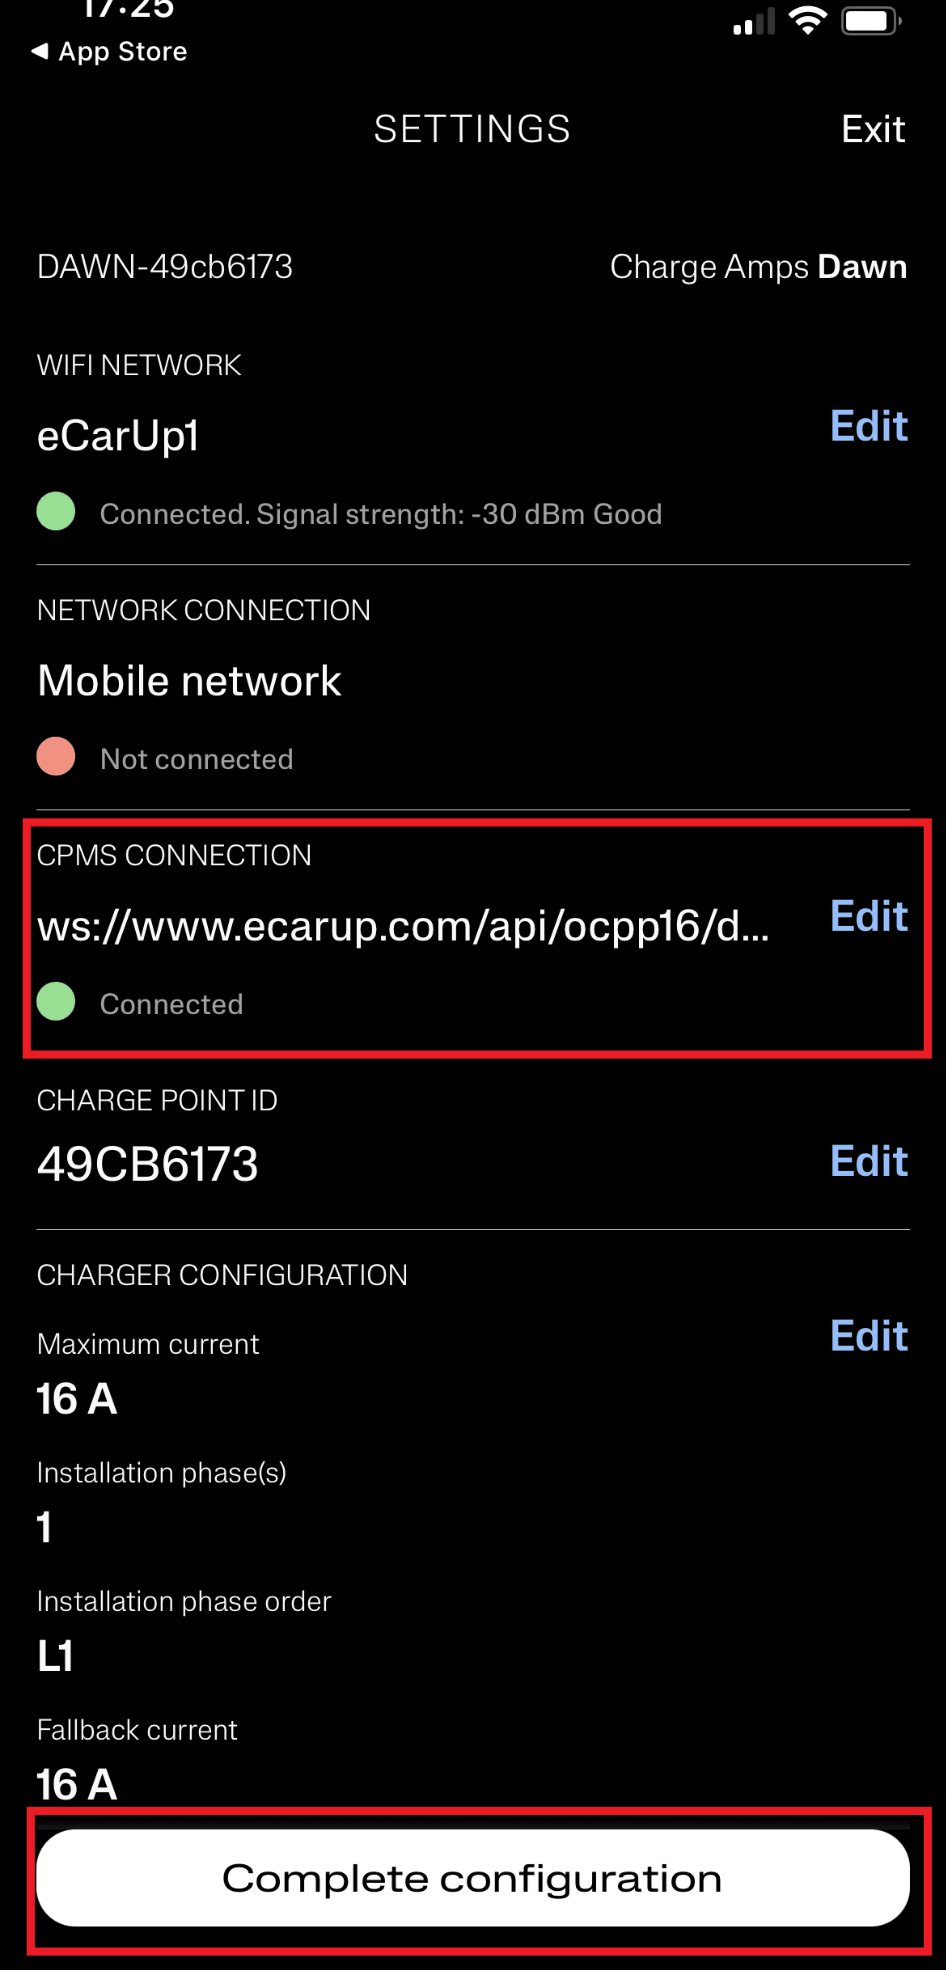 17:25
◀ App Store
SETTINGS Exit
DAWN-49cb6173 Charge Amps Dawn
WIFI NETWORK
eCarUp1 Edit
Connected. Signal strength: -30 dBm Good
NETWORK CONNECTION
Mobile network
Not connected
CPMS CONNECTION
ws://www.ecarup.com/api/ocpp16/d... Edit
Connected
CHARGE POINT ID
49CB6173 Edit
CHARGER CONFIGURATION
Maximum current Edit
16 A
Installation phase(s)
1
Installation phase order
L1
Fallback current
16 A
Complete configuration